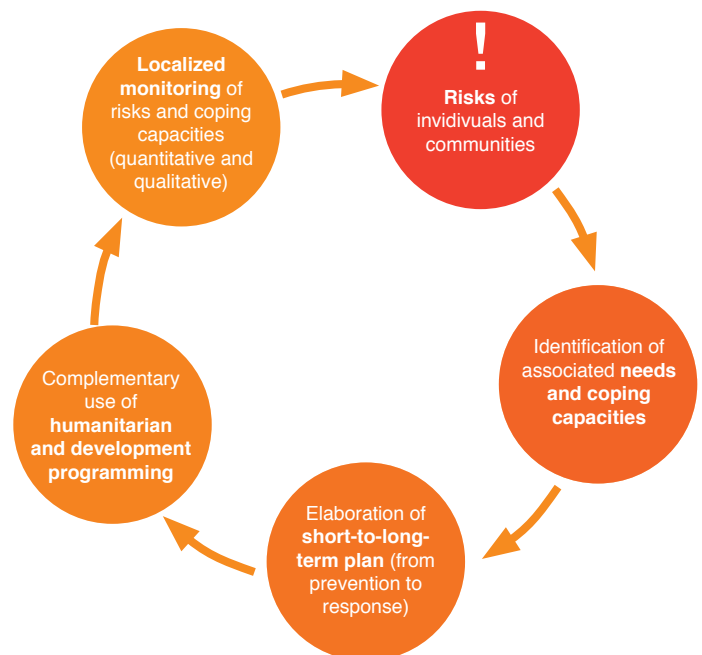 !
Risks of
invidivuals and
communities
Identification of
associated needs
and coping
capacities
Elaboration of
short-to-long-
term plan (from
prevention to
response)
Complementary
use of
humanitarian
and development
programming
Localized
monitoring of
risks and coping
capacities
(quantitative and
qualitative)